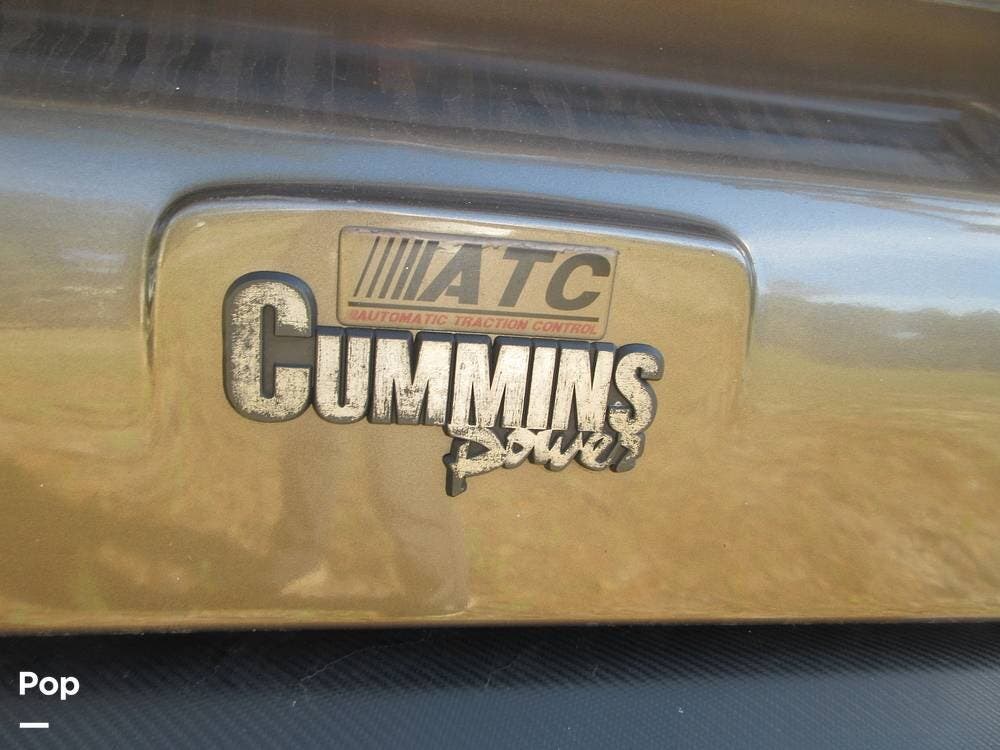 ATC
AUTOMATIC TRACTION CONTROL
CUMMINS
Power
Pop